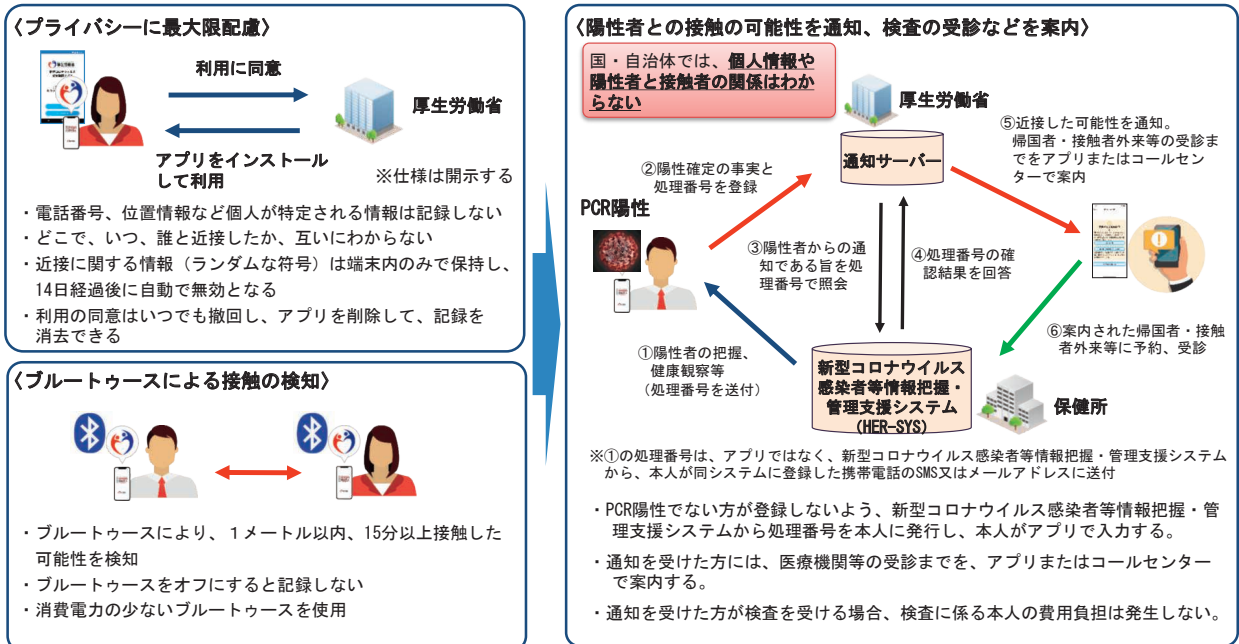 〈プライバシーに最大限配慮〉
利用に同意
厚生労働省
アプリをインストール
して利用
※仕様は開示する
・電話番号、位置情報など個人が特定される情報は記録しない
・どこで、いつ、誰と近接したか、互いにわからない
・近接に関する情報（ランダムな符号）は端末内のみで保持し、
14日経過後に自動で無効となる
・利用の同意はいつでも撤回し、アプリを削除して、記録を
消去できる
〈ブルートゥースによる接触の検知〉
・ブルートゥースにより、１メートル以内、15分以上接触した
可能性を検知
・ブルートゥースをオフにすると記録しない
・消費電力の少ないブルートゥースを使用
〈陽性者との接触の可能性を通知、検査の受診などを案内〉
国・自治体では、個人情報や
陽性者と接触者の関係はわか
らない
厚生労働省
通知サーバー
⑤近接した可能性を通知。
帰国者・接触者外来等の受診ま
でをアプリまたはコールセン
ターで案内
②陽性確定の事実と
処理番号を登録
PCR陽性
③陽性者からの通
知である旨を処
理番号で照会
④処理番号の確
認結果を回答
①陽性者の把握、
健康観察等
（処理番号を送付）
⑥案内された帰国者・接触
者外来等に予約、受診
新型コロナウイルス
感染者等情報把握・
管理支援システム
(HER-SYS)
保健所
※①の処理番号は、アプリではなく、新型コロナウイルス感染者等情報把握・管理支援システム
から、本人が同システムに登録した携帯電話のSMS又はメールアドレスに送付
・PCR陽性でない方が登録しないよう、新型コロナウイルス感染者等情報把握・管
理支援システムから処理番号を本人に発行し、本人がアプリで入力する。
・通知を受けた方には、医療機関等の受診までを、アプリまたはコールセンター
で案内する。
・通知を受けた方が検査を受ける場合、検査に係る本人の費用負担は発生しない。